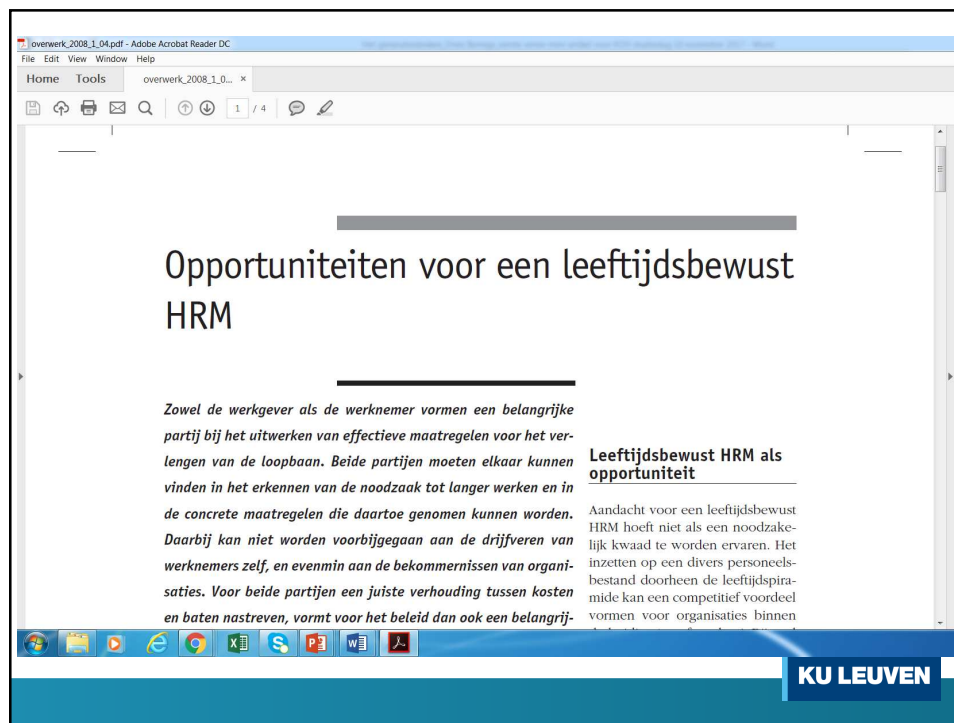 overwerk_2008_1_04.pdf - Adobe Acrobat Reader DC
File Edit View Window Help
Home Tools overwerk_2008_1_0... ×
1 / 4
Opportuniteiten voor een leeftijdsbewust
HRM
Zowel de werkgever als de werknemer vormen een belangrijke
partij bij het uitwerken van effectieve maatregelen voor het ver-
lengen van de loopbaan. Beide partijen moeten elkaar kunnen
vinden in het erkennen van de noodzaak tot langer werken en in
de concrete maatregelen die daartoe genomen kunnen worden.
Daarbij kan niet worden voorbijgegaan aan de drijfveren van
werknemers zelf, en evenmin aan de bekommernissen van organi-
saties. Voor beide partijen een juiste verhouding tussen kosten
en baten nastreven, vormt voor het beleid dan ook een belangrij-
Leeftijdsbewust HRM als
opportuniteit
Aandacht voor een leeftijdsbewust
HRM hoeft niet als een noodzake-
lijk kwaad te worden ervaren. Het
inzetten op een divers personeels-
bestand doorheen de leeftijdspira-
mide kan een competitief voordeel
vormen voor organisaties binnen
KU LEUVEN